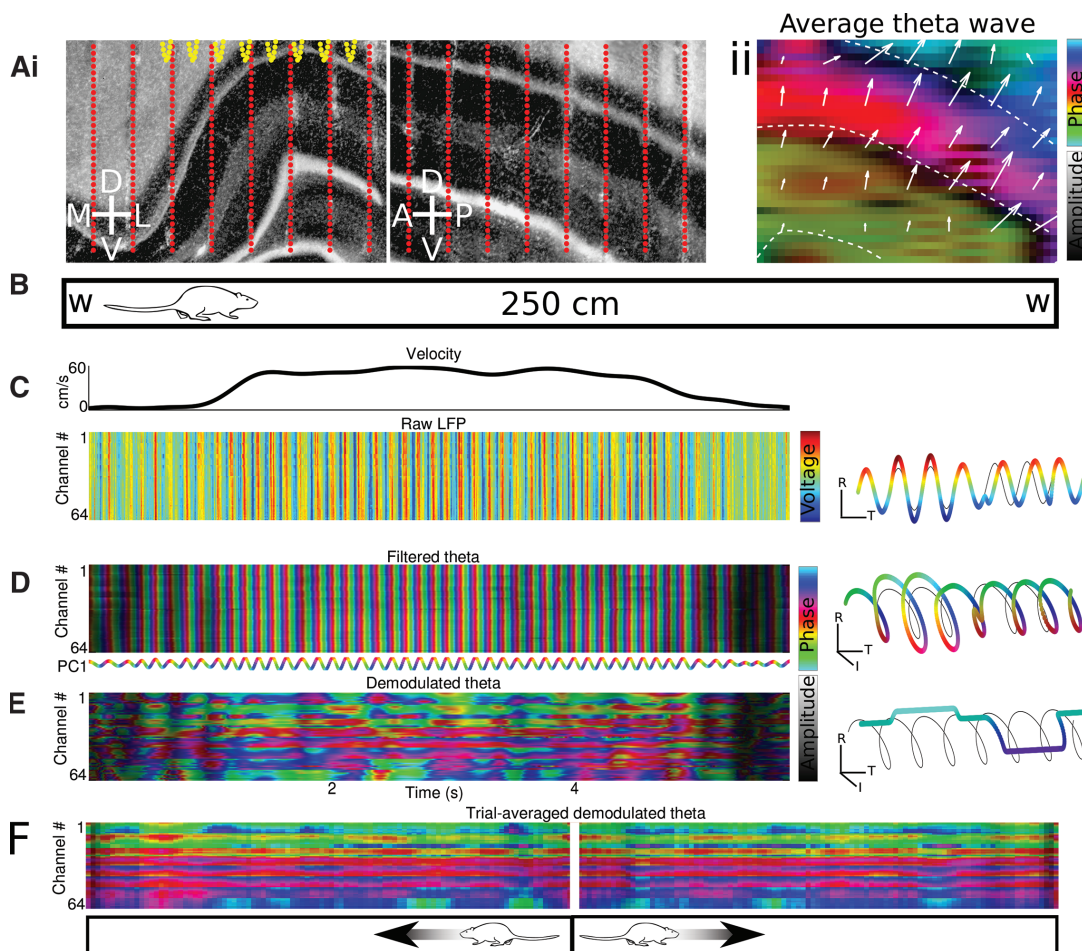 Ai
D
M L
V
D
A P
V
ii
Average theta wave
Phase
Amplitude
B
W 250 cm W
C
Velocity
60
cm/s
0
Raw LFP
1
Channel #
64
Voltage
R
T
D
Filtered theta
1
Channel #
64
PC1
Phase
R
T
I
E
Demodulated theta
1
Channel #
64
2 4
Time (s)
Amplitude
R
T
I
F
Trial-averaged demodulated theta
1
Channel #
64